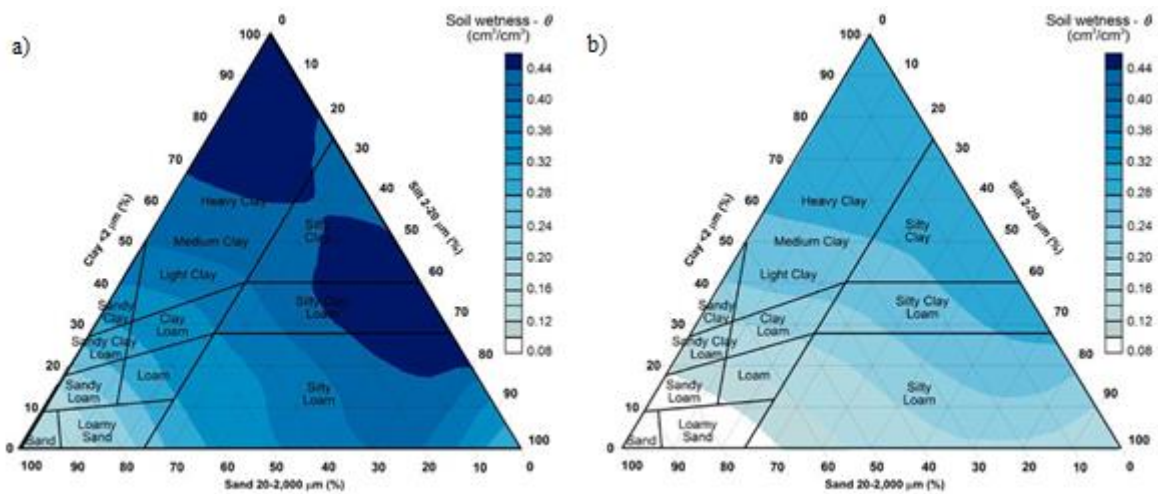 a)
Soil wetness - θ
(cm³/cm³)
0.44
0.40
0.36
0.32
0.28
0.24
0.20
0.16
0.12
0.08
0
100
10
90
20
80
30
70
40
60
50
50
60
40
70
30
80
20
90
10
100
0
Clay <2 μm (%)
Silt 2-20 μm (%)
Heavy Clay
Medium Clay
Silty
Clay
Light Clay
Sandy
Clay
Clay
Loam
Silty Clay
Loam
Sandy Clay
Loam
Sandy
Loam
Loam
Silty
Loam
Sand
Loamy
Sand
100 90 80 70 60 50 40 30 20 10 0
Sand 20-2,000 μm (%)
b)
Soil wetness - θ
(cm³/cm³)
0.44
0.40
0.36
0.32
0.28
0.24
0.20
0.16
0.12
0.08
0
100
10
90
20
80
30
70
40
60
50
50
60
40
70
30
80
20
90
10
100
0
Clay <2 μm (%)
Silt 2-20 μm (%)
Heavy Clay
Medium Clay
Silty
Clay
Light Clay
Sandy
Clay
Clay
Loam
Silty Clay
Loam
Sandy Clay
Loam
Sandy
Loam
Loam
Silty
Loam
Sand
Loamy
Sand
100 90 80 70 60 50 40 30 20 10 0
Sand 20-2,000 μm (%)